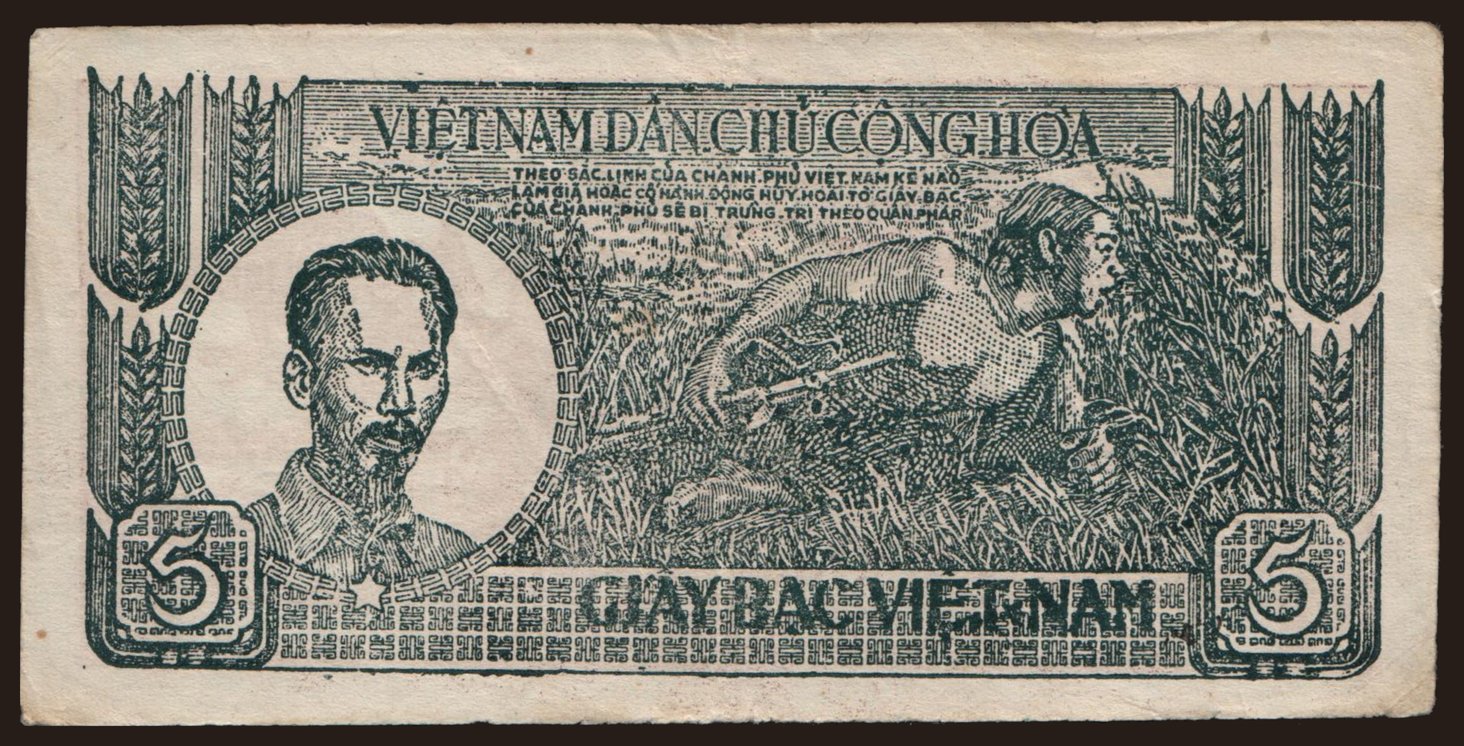 VIỆT NAM DÂN CHỦ CỘNG HÒA
THEO SẮC LỊNH CỦA CHÁNH PHỦ VIỆT NAM KẺ NÀO
LÀM GIẢ HOẶC CÓ HÀNH ĐỘNG HỦY HOẠI TỜ GIẤY BẠC
CỦA CHÁNH PHỦ SẼ BỊ TRỪNG TRỊ THEO QUÂN PHÁP
5
5
GIẤY BẠC VIỆT NAM